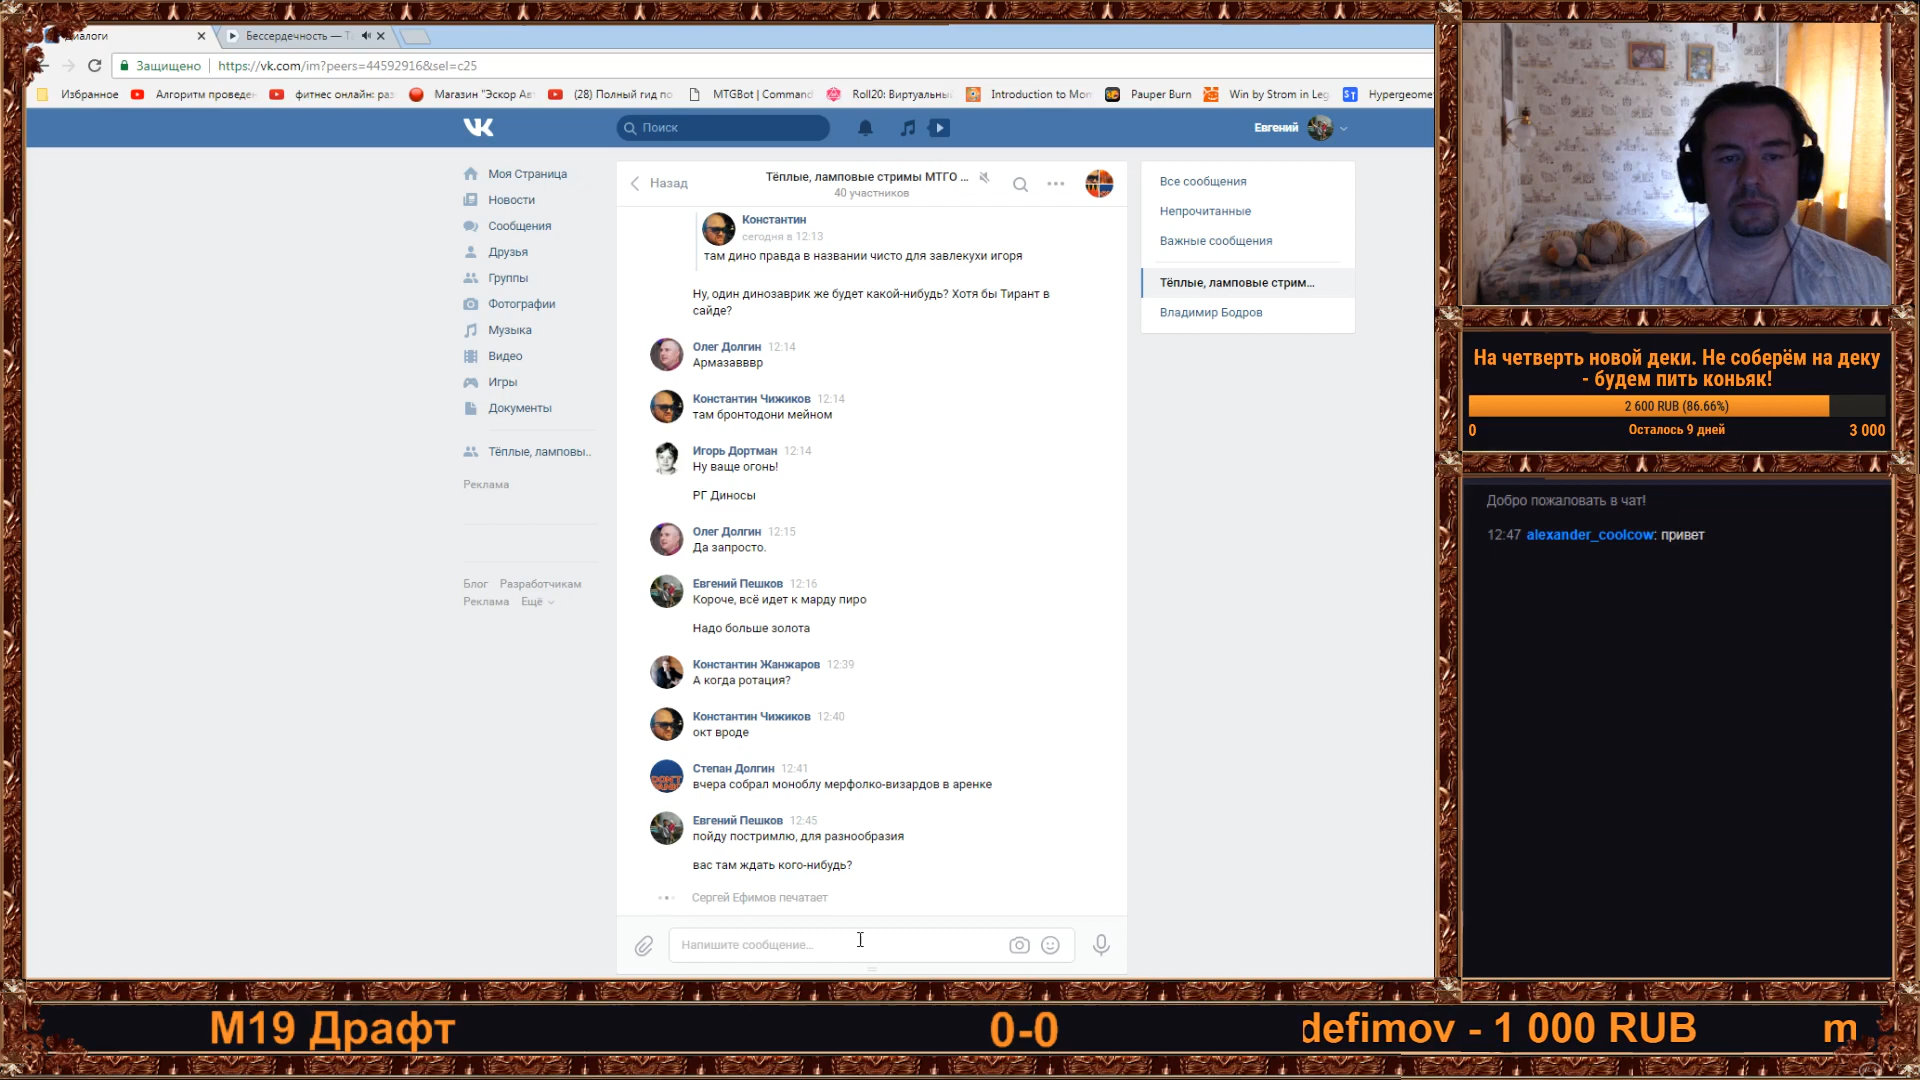 Диалоги
Бессердечность — Т
Защищено
https://vk.com/im?peers=44592916&sel=c25
Избранное
Алгоритм проведе
фитнес онлайн: раз
Магазин "Эскор Ав
(28) Полный гид по
MTGBot | Command
Roll20: Виртуальны
Introduction to Mon
Pauper Burn
Win by Strom in Leg
Hypergeome
Поиск
Евгений
Моя Страница
Новости
Сообщения
Друзья
Группы
Фотографии
Музыка
Видео
Игры
Документы
Тёплые, ламповы..
Реклама
Блог Разработчикам
Реклама Ещё
Назад
Тёплые, ламповые стримы МТГО ...
40 участников
Константин
сегодня в 12:13
там дино правда в названии чисто для завлекухи игоря
Ну, один динозаврик же будет какой-нибудь? Хотя бы Тирант в
сайде?
Олег Долгин 12:14
Армазавввр
Константин Чижиков 12:14
там бронтодони мейном
Игорь Дортман 12:14
Ну ваще огонь!
РГ Диносы
Олег Долгин 12:15
Да запросто.
Евгений Пешков 12:16
Короче, всё идет к марду пиро
Надо больше золота
Константин Жанжаров 12:39
А когда ротация?
Константин Чижиков 12:40
окт вроде
Степан Долгин 12:41
вчера собрал моноблу мерфолко-визардов в аренке
Евгений Пешков 12:45
пойду постримлю, для разнообразия
вас там ждать кого-нибудь?
Сергей Ефимов печатает
Напишите сообщение...
Все сообщения
Непрочитанные
Важные сообщения
Тёплые, ламповые стрим...
Владимир Бодров
На четверть новой деки. Не соберём на деку
- будем пить коньяк!
2 600 RUB (86.66%)
0
Осталось 9 дней
3 000
Добро пожаловать в чат!
12:47 alexander_coolcow: привет
М19 Драфт
0-0
defimov - 1 000 RUB
m